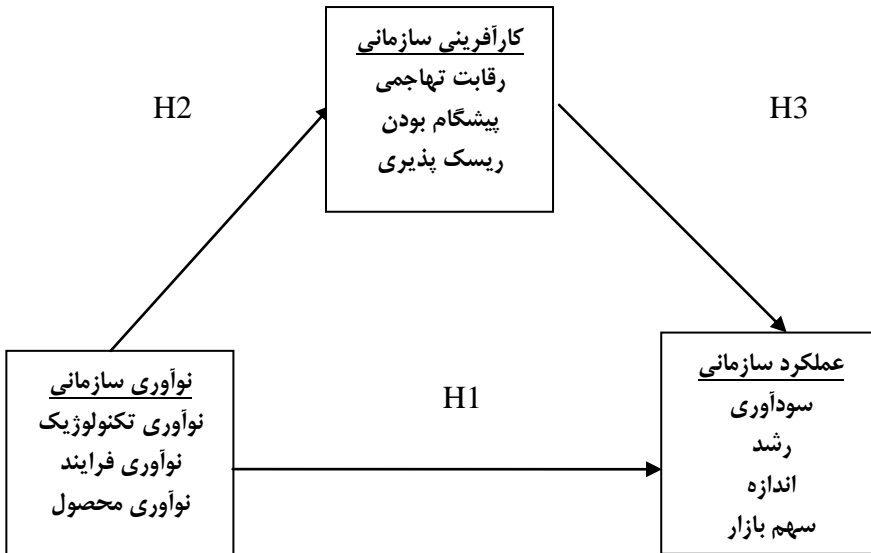 کارآفرینی سازمانی
رقابت تهاجمی
پیشگام بودن
ریسک پذیری
H2
H3
نوآوری سازمانی
نوآوری تکنولوژیک
نوآوری فرایند
نوآوری محصول
H1
عملکرد سازمانی
سودآوری
رشد
اندازه
سهم بازار